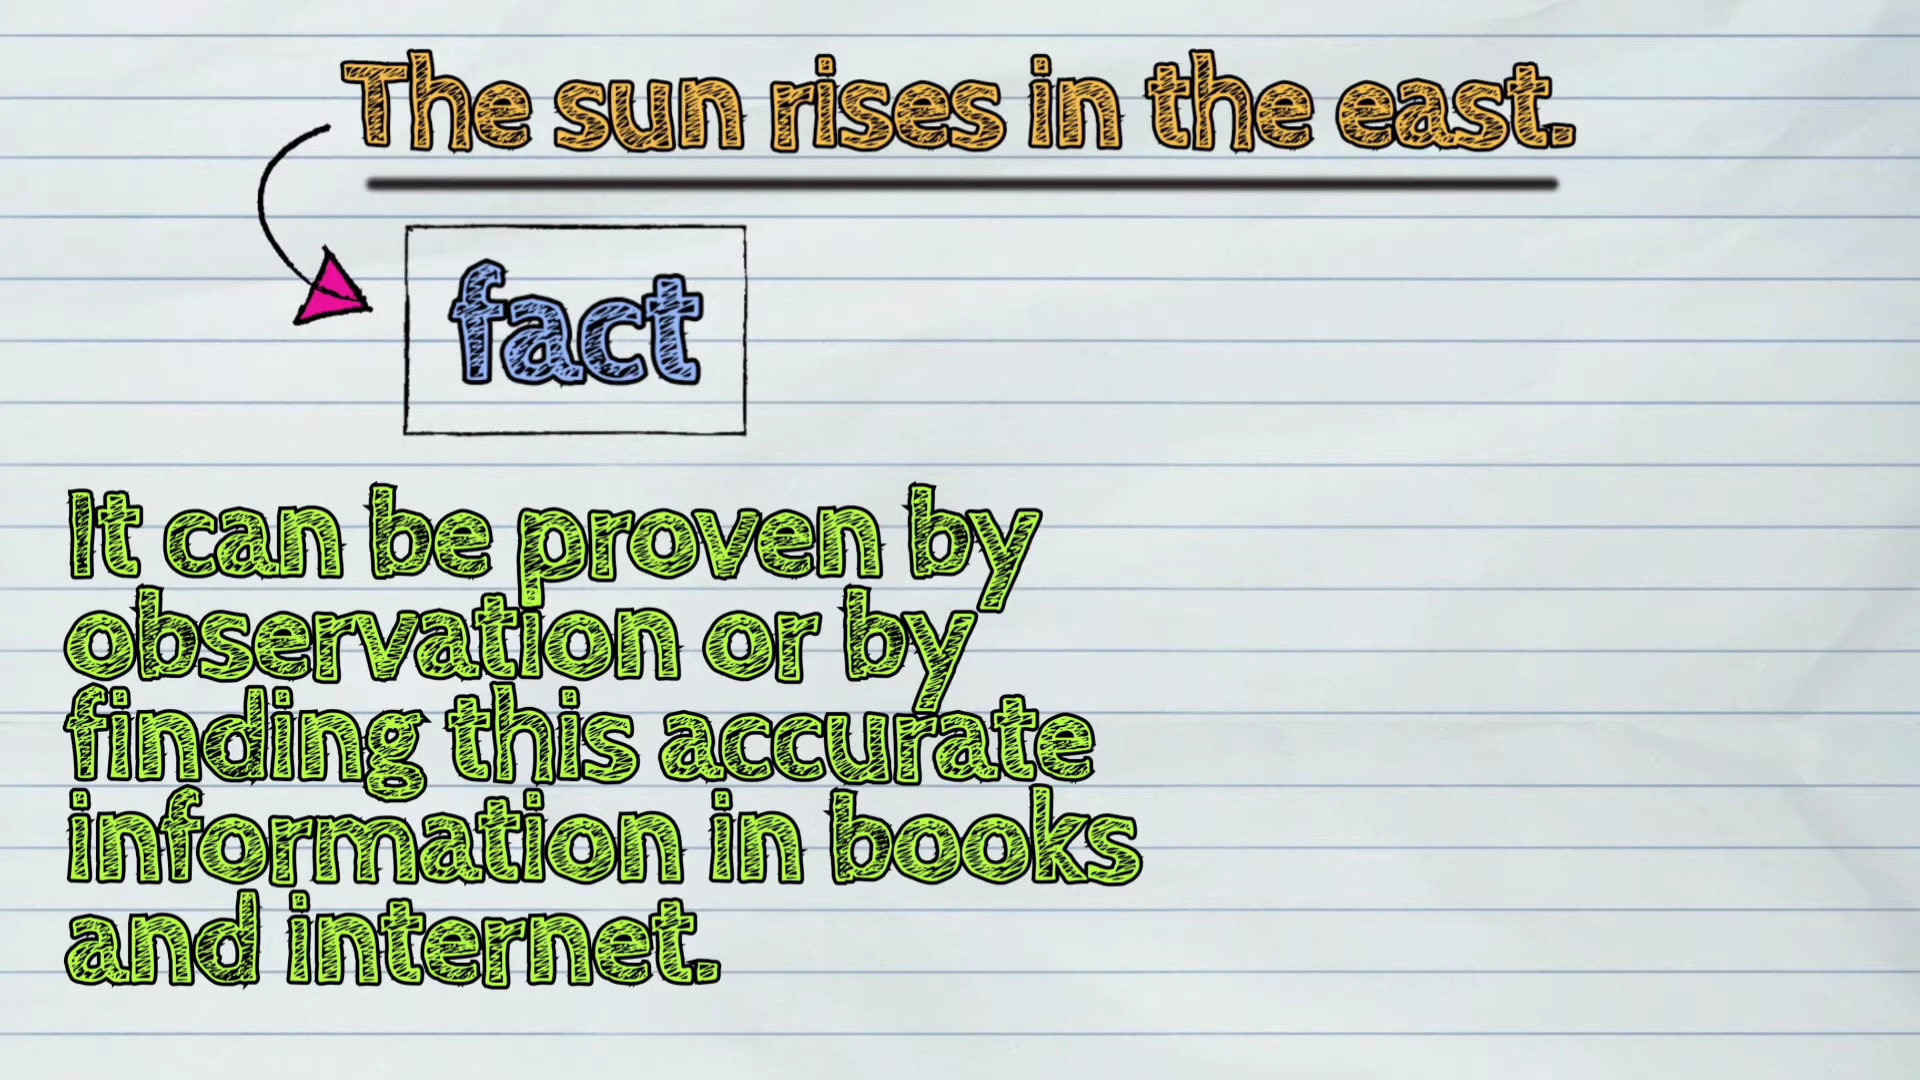 The sun rises in the east.
fact
It can be proven by
observation or by
finding this accurate
information in books
and internet.